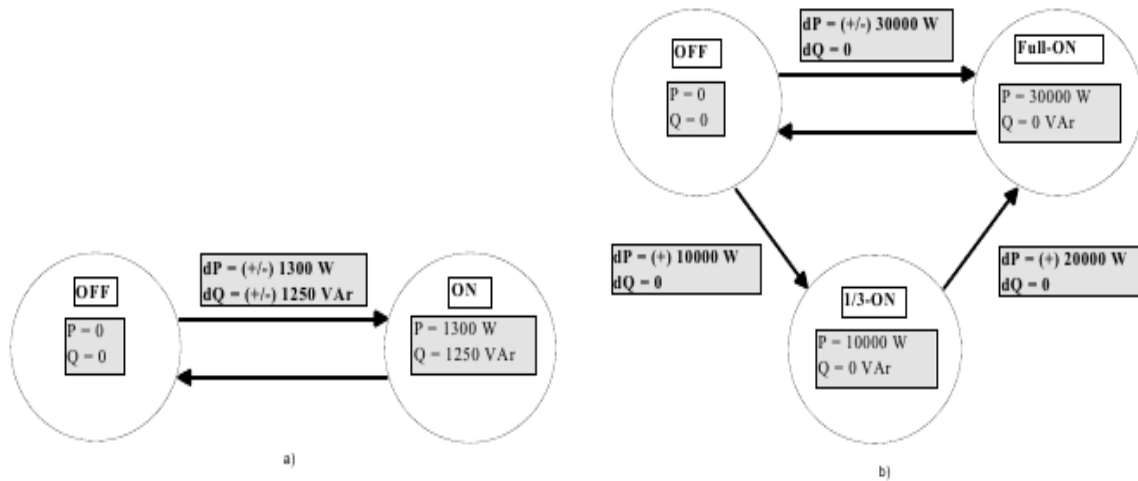 OFF
P = 0
Q = 0
dP = (+/-) 1300 W
dQ = (+/-) 1250 VAr
ON
P = 1300 W
Q = 1250 VAr
a)
OFF
P = 0
Q = 0
dP = (+/-) 30000 W
dQ = 0
Full-ON
P = 30000 W
Q = 0 VAr
dP = (+) 10000 W
dQ = 0
1/3-ON
P = 10000 W
Q = 0 VAr
dP = (+) 20000 W
dQ = 0
b)